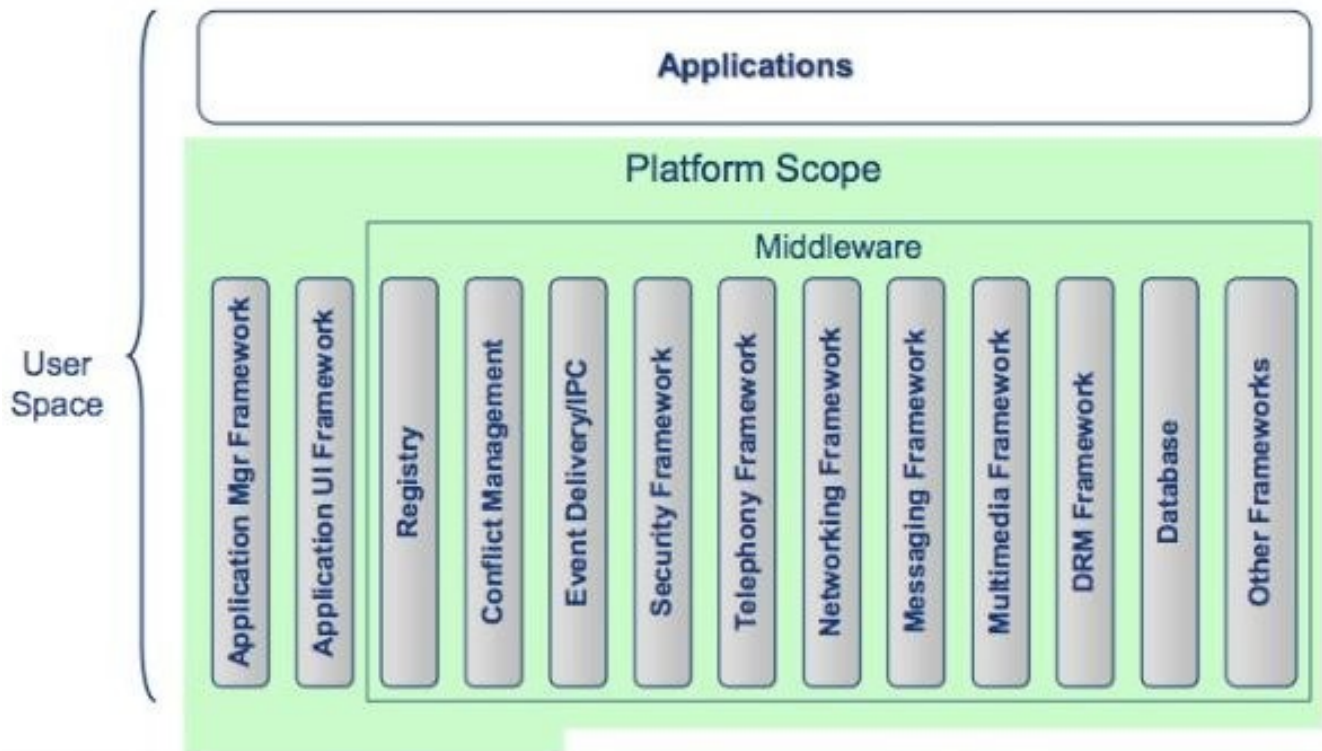 Applications
Platform Scope
Middleware
User
Space
Application Mgr Framework
Application UI Framework
Registry
Conflict Management
Event Delivery/IPC
Security Framework
Telephony Framework
Networking Framework
Messaging Framework
Multimedia Framework
DRM Framework
Database
Other Frameworks